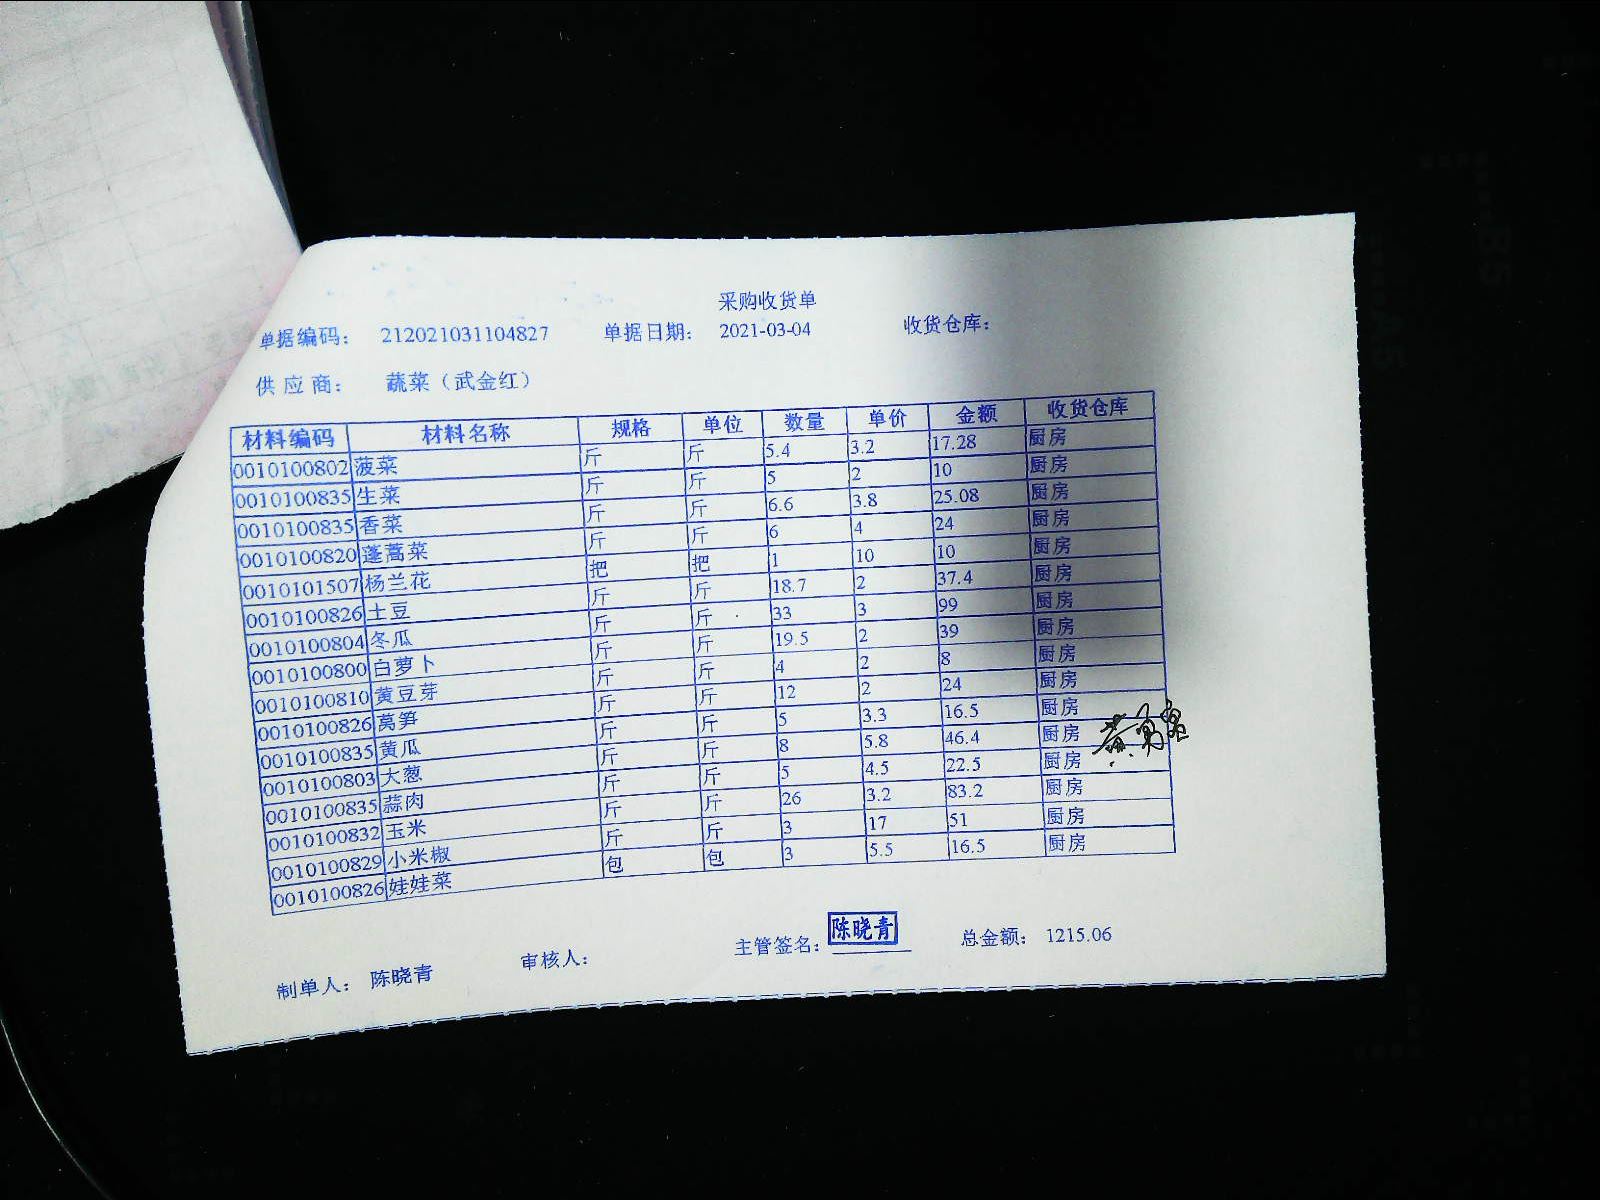 采购收货单
单据编码： 212021031104827 单据日期： 2021-03-04 收货仓库：
供应商： 蔬菜（武金红）
材料编码 材料名称 规格 单位 数量 单价 金额 收货仓库
0010100802 菠菜 斤 斤 5.4 3.2 17.28 厨房
0010100835 生菜 斤 斤 5 2 10 厨房
0010100835 香菜 斤 斤 6.6 3.8 25.08 厨房
0010100820 蓬蒿菜 斤 斤 6 4 24 厨房
0010101507 杨兰花 把 把 1 10 10 厨房
0010100826 土豆 斤 斤 18.7 2 37.4 厨房
0010100804 冬瓜 斤 斤 33 3 99 厨房
0010100800 白萝卜 斤 斤 19.5 2 39 厨房
0010100810 黄豆芽 斤 斤 4 2 8 厨房
0010100826 莴笋 斤 斤 12 2 24 厨房
0010100835 黄瓜 斤 斤 5 3.3 16.5 厨房
0010100803 大葱 斤 斤 8 5.8 46.4 厨房
0010100835 蒜肉 斤 斤 5 4.5 22.5 厨房
0010100832 玉米 斤 斤 26 3.2 83.2 厨房
0010100829 小米椒 斤 斤 3 17 51 厨房
0010100826 娃娃菜 包 包 3 5.5 16.5 厨房
制单人： 陈晓青 审核人： 主管签名： 陈晓青 总金额： 1215.06